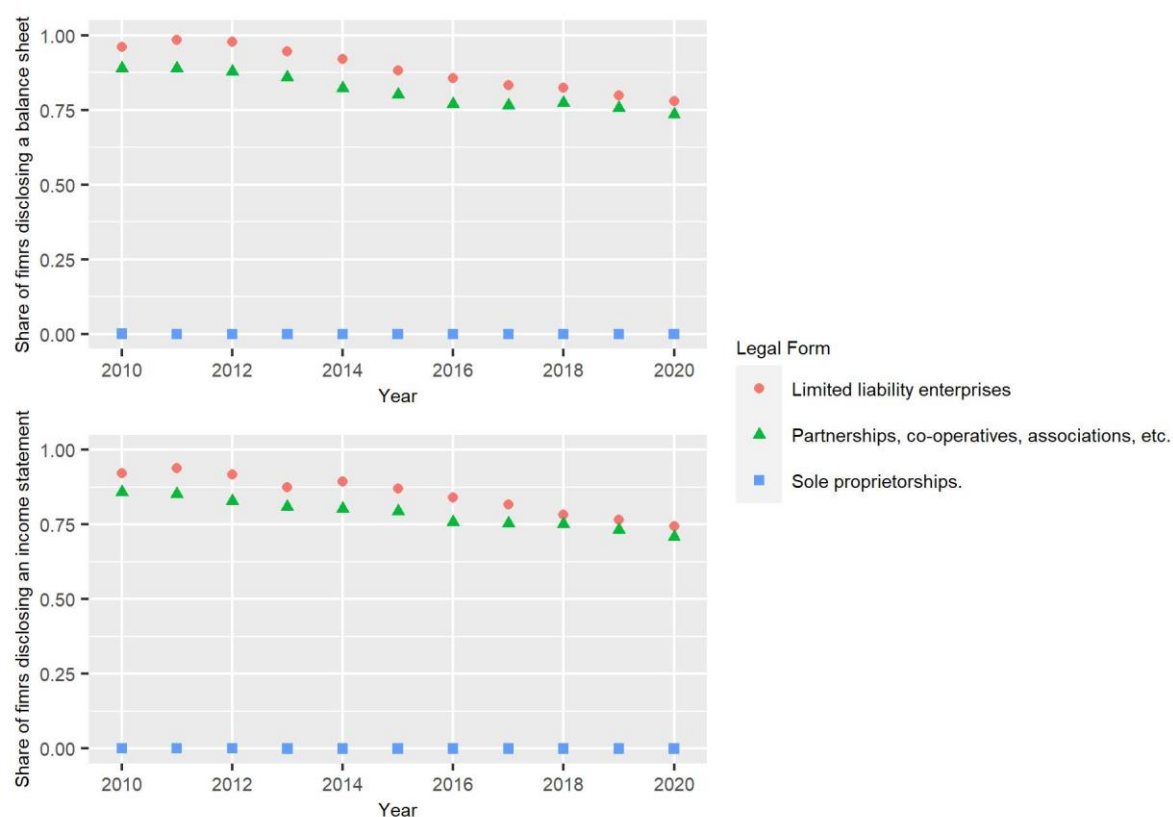 Share of fimrs disclosing a balance sheet
1.00
0.75
0.50
0.25
0.00
2010 2012 2014 2016 2018 2020
Year
Legal Form
Limited liability enterprises
Partnerships, co-operatives, associations, etc.
Sole proprietorships.
Share of fimrs disclosing an income statement
1.00
0.75
0.50
0.25
0.00
2010 2012 2014 2016 2018 2020
Year